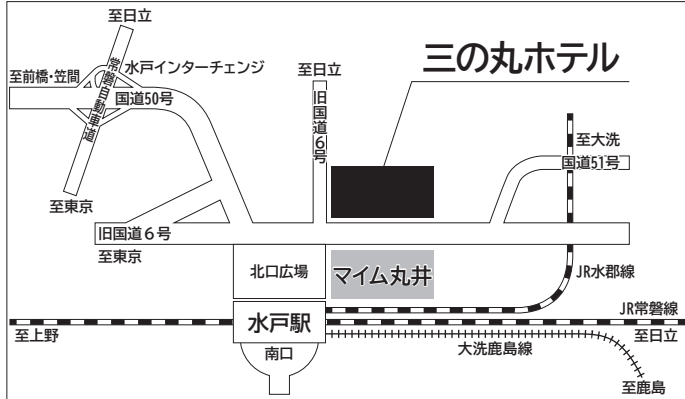 至日立
至前橋・笠間
水戸インターチェンジ
常磐自動車道
国道50号
至東京
至日立
旧国道6号
三の丸ホテル
至大洗
国道51号
旧国道6号
至東京
北口広場
マイム丸井
JR水郡線
水戸駅
JR常磐線
至上野
至日立
南口
大洗鹿島線
至鹿島